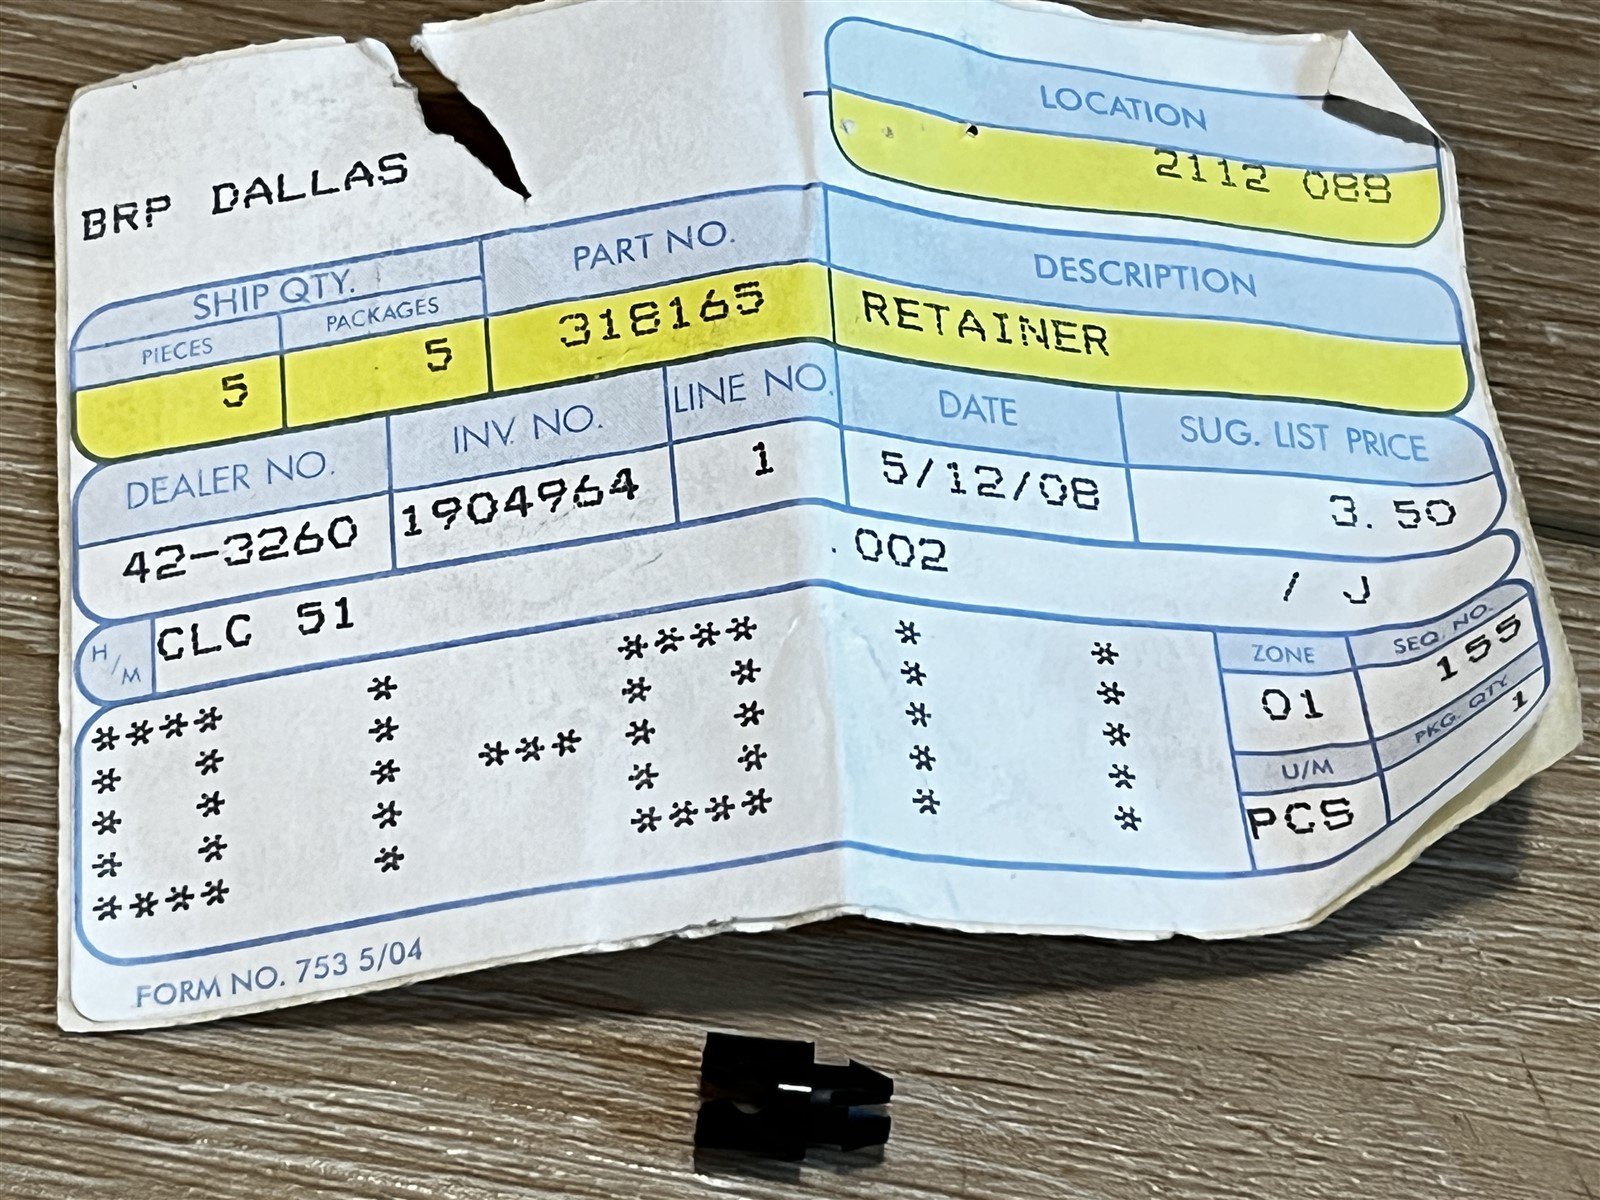 LOCATION
2112 088
BRP DALLAS
SHIP QTY.
PIECES PACKAGES PART NO. DESCRIPTION
5 5 318165 RETAINER
DEALER NO. INV. NO. LINE NO. DATE SUG. LIST PRICE
42-3260 1904964 1 5/12/08 3.50
H/M CLC 51 .002 / J
ZONE SEQ. NO.
01 155
U/M PKG. QTY.
PCS 1
**** * **** * *
* * * *** * * * *
* * * * * * *
* * * * * * *
**** * **** * *
FORM NO. 753 5/04